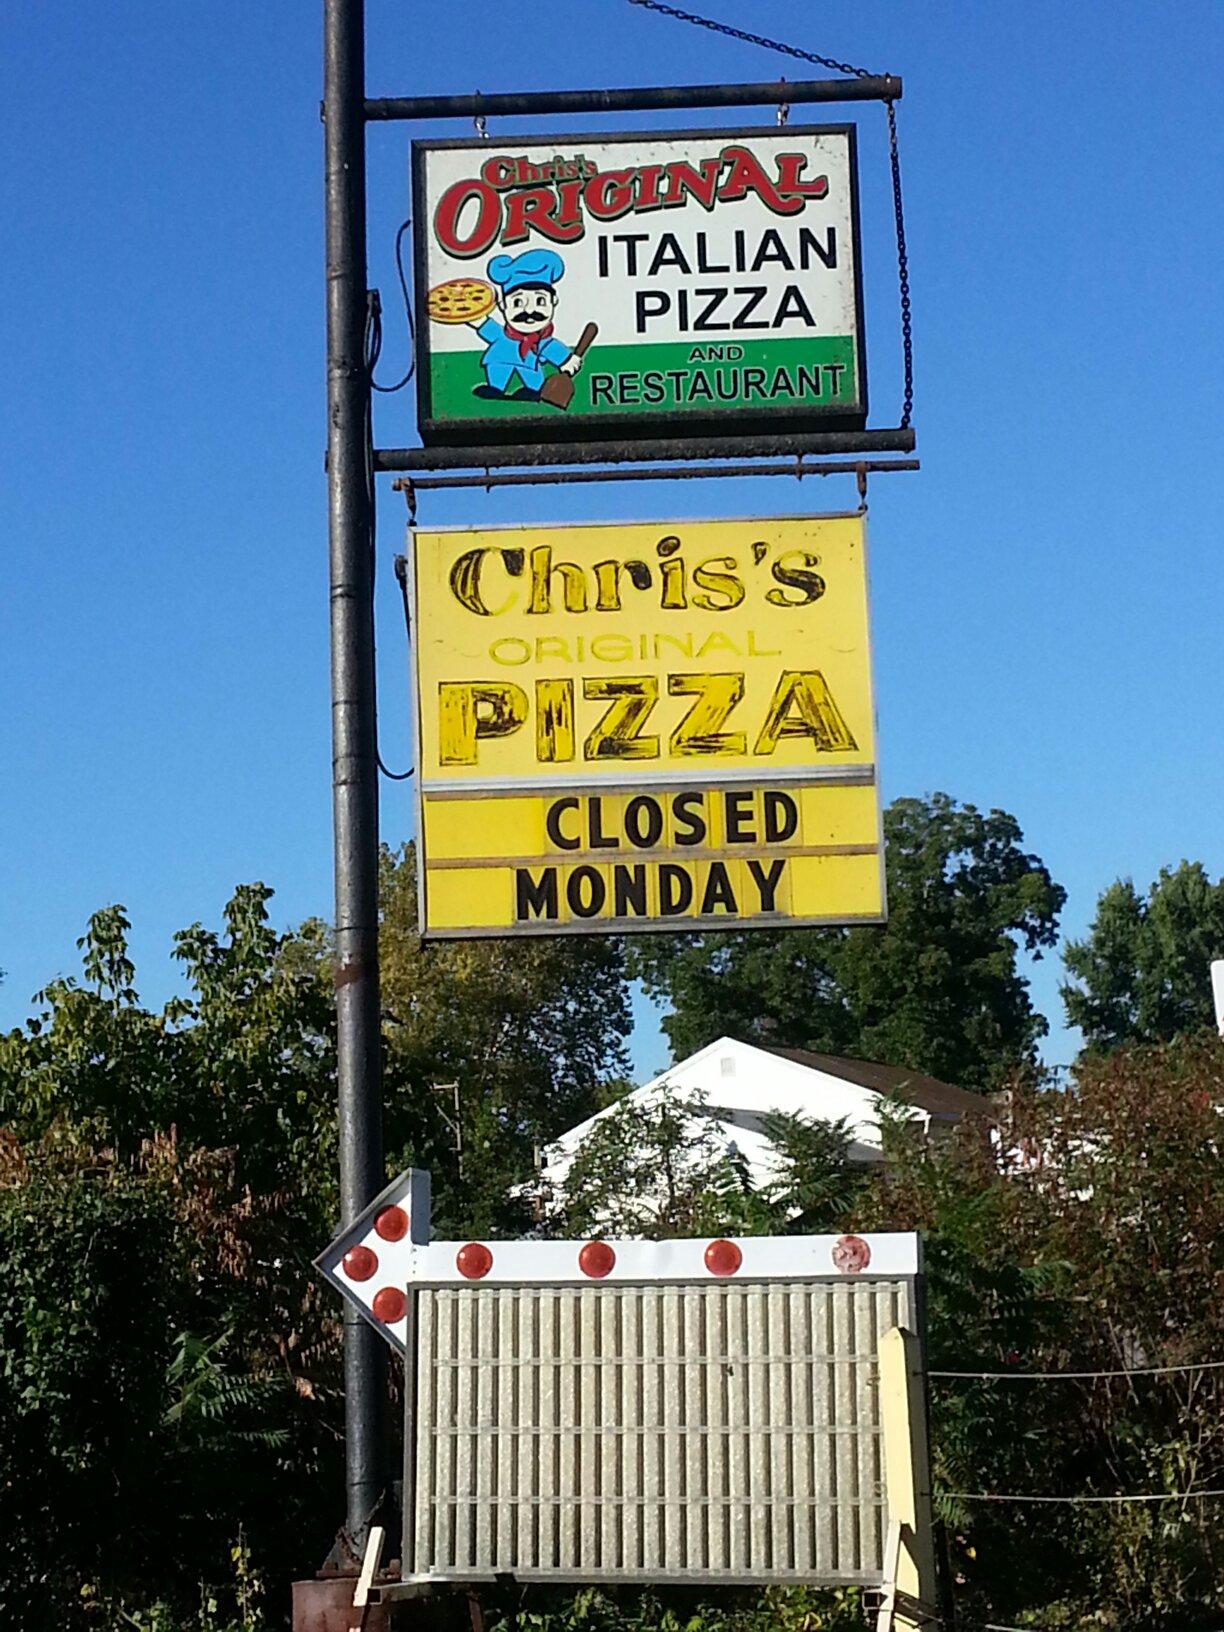 Chris's
ORIGINAL
ITALIAN
PIZZA
AND
RESTAURANT
Chris's
ORIGINAL
PIZZA
CLOSED
MONDAY